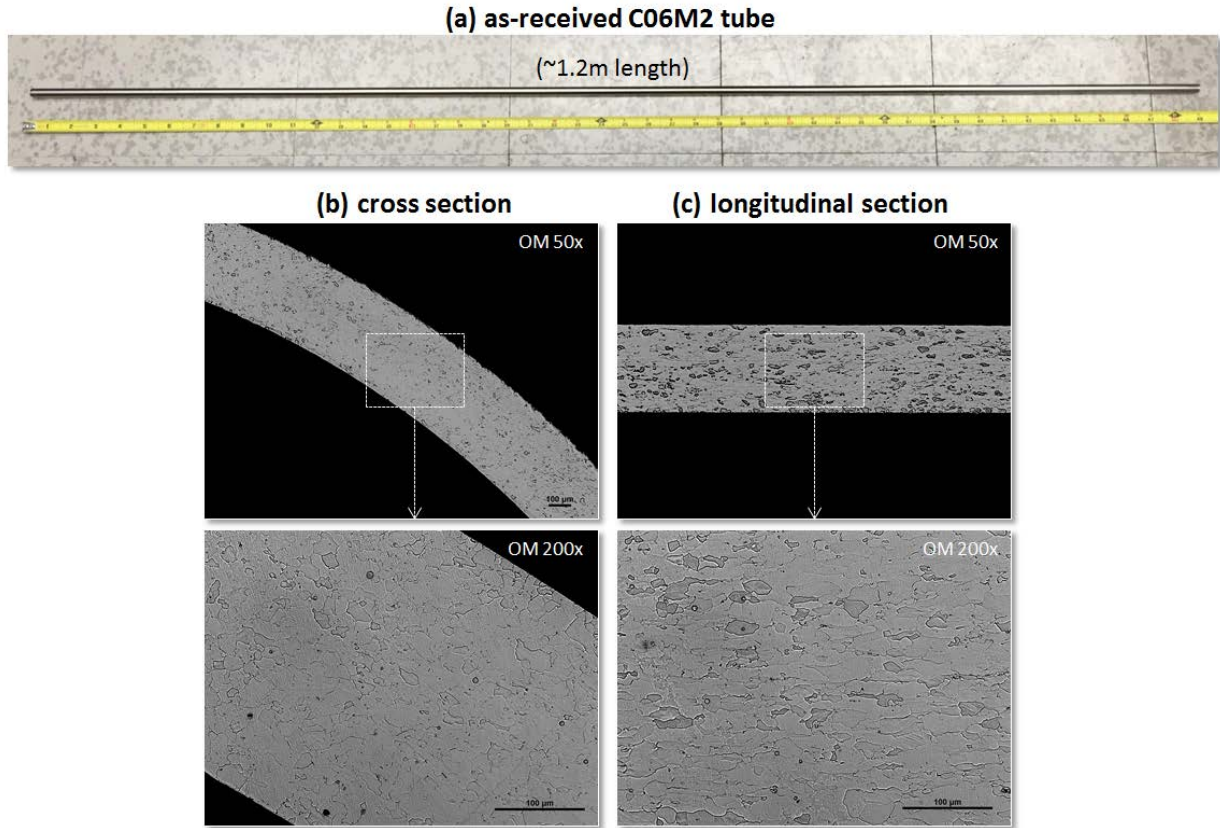 (a) as-received C06M2 tube
(~1.2m length)
(b) cross section
(c) longitudinal section
OM 50x
OM 50x
100 µm
OM 200x
OM 200x
100 µm
100 µm